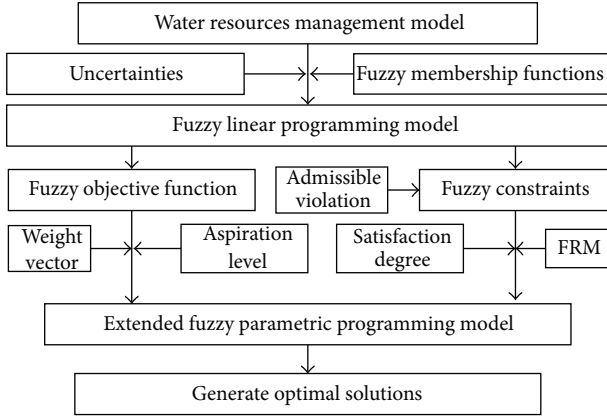 Water resources management model
Uncertainties
Fuzzy membership functions
Fuzzy linear programming model
Fuzzy objective function
Admissible
violation
Fuzzy constraints
Weight
vector
Aspiration
level
Satisfaction
degree
FRM
Extended fuzzy parametric programming model
Generate optimal solutions